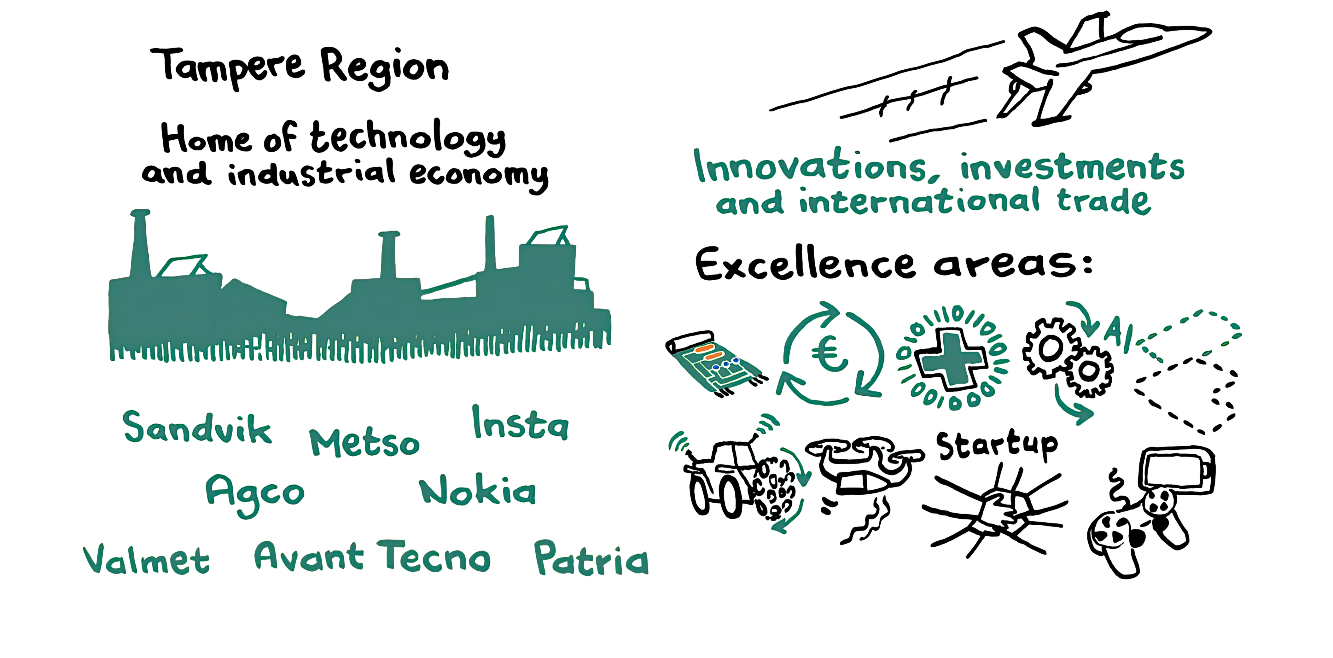 Tampere Region
Home of technology
and industrial economy
Sandvik Metso Insta
Agco Nokia
Valmet Avant Tecno Patria
Innovations, investments
and international trade
Excellence areas:
€
AI
Startup